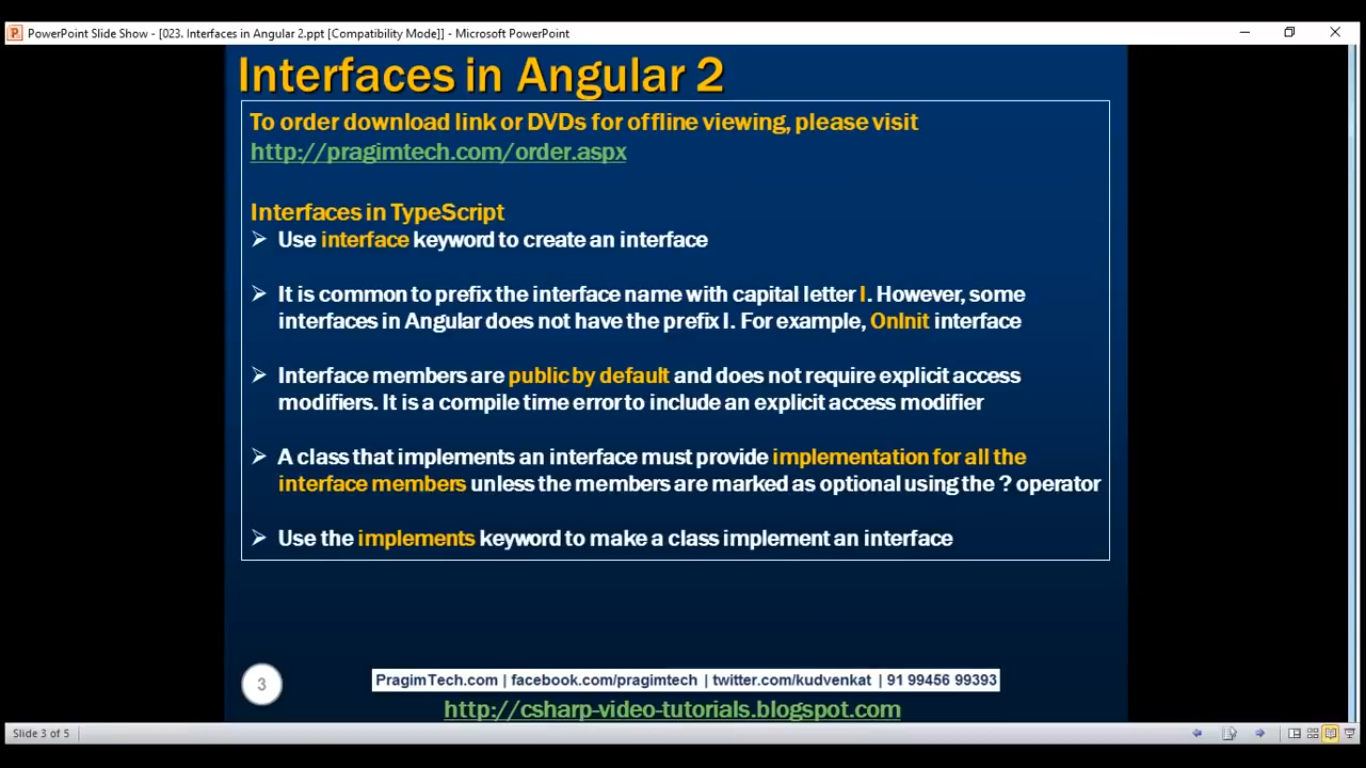 PowerPoint Slide Show - [023. Interfaces in Angular 2.ppt [Compatibility Mode]] - Microsoft PowerPoint
Interfaces in Angular 2
To order download link or DVDs for offline viewing, please visit
http://pragimtech.com/order.aspx
Interfaces in TypeScript
Use interface keyword to create an interface
It is common to prefix the interface name with capital letter I. However, some
interfaces in Angular does not have the prefix I. For example, OnInit interface
Interface members are public by default and does not require explicit access
modifiers. It is a compile time error to include an explicit access modifier
A class that implements an interface must provide implementation for all the
interface members unless the members are marked as optional using the ? operator
Use the implements keyword to make a class implement an interface
3
PragimTech.com | facebook.com/pragimtech | twitter.com/kudvenkat | 91 99456 99393
http://csharp-video-tutorials.blogspot.com
Slide 3 of 5